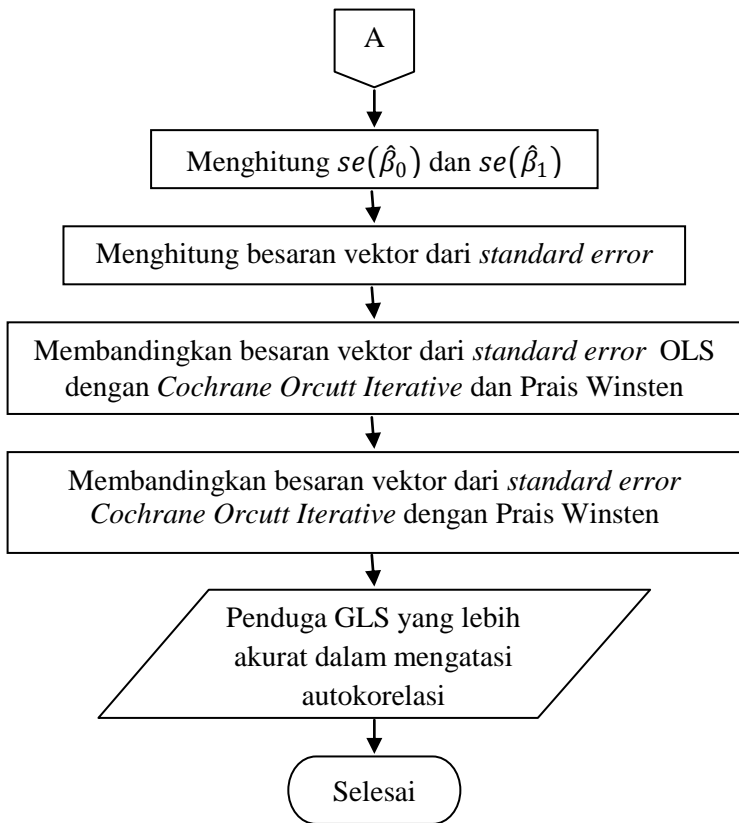 A
Menghitung se(β̂₀) dan se(β̂₁)
Menghitung besaran vektor dari standard error
Membandingkan besaran vektor dari standard error OLS
dengan Cochrane Orcutt Iterative dan Prais Winsten
Membandingkan besaran vektor dari standard error
Cochrane Orcutt Iterative dengan Prais Winsten
Penduga GLS yang lebih
akurat dalam mengatasi
autokorelasi
Selesai